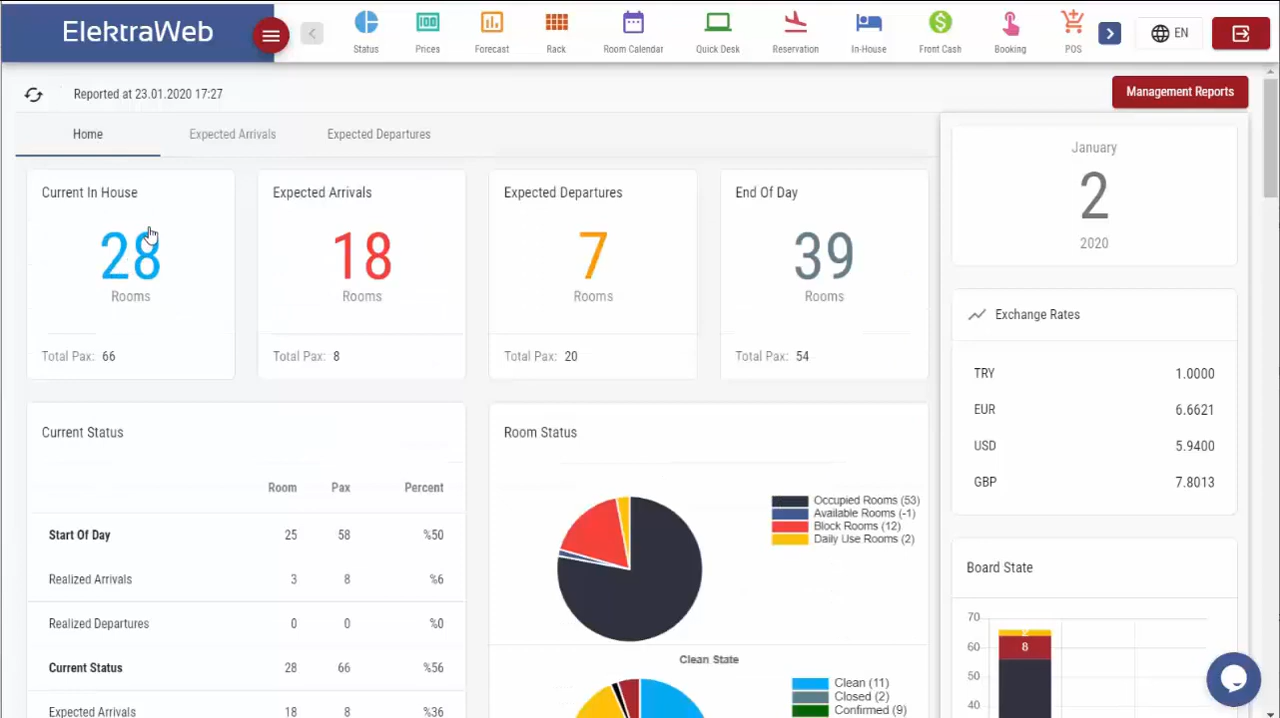 ElektraWeb
Status
Prices
Forecast
Rack
Room Calendar
Quick Desk
Reservation
In-House
Front Cash
Booking
POS
EN
Reported at 23.01.2020 17:27
Management Reports
Home
Expected Arrivals
Expected Departures
Current In House
28
Rooms
Total Pax: 66
Expected Arrivals
18
Rooms
Total Pax: 8
Expected Departures
7
Rooms
Total Pax: 20
End Of Day
39
Rooms
Total Pax: 54
January
2
2020
Exchange Rates
TRY 1.0000
EUR 6.6621
USD 5.9400
GBP 7.8013
Current Status
Room Pax Percent
Start Of Day 25 58 %50
Realized Arrivals 3 8 %6
Realized Departures 0 0 %0
Current Status 28 66 %56
Expected Arrivals 18 8 %36
Room Status
Occupied Rooms (53)
Available Rooms (-1)
Block Rooms (12)
Daily Use Rooms (2)
Clean State
Clean (11)
Closed (2)
Confirmed (9)
Board State
70
60
50
40
2
8